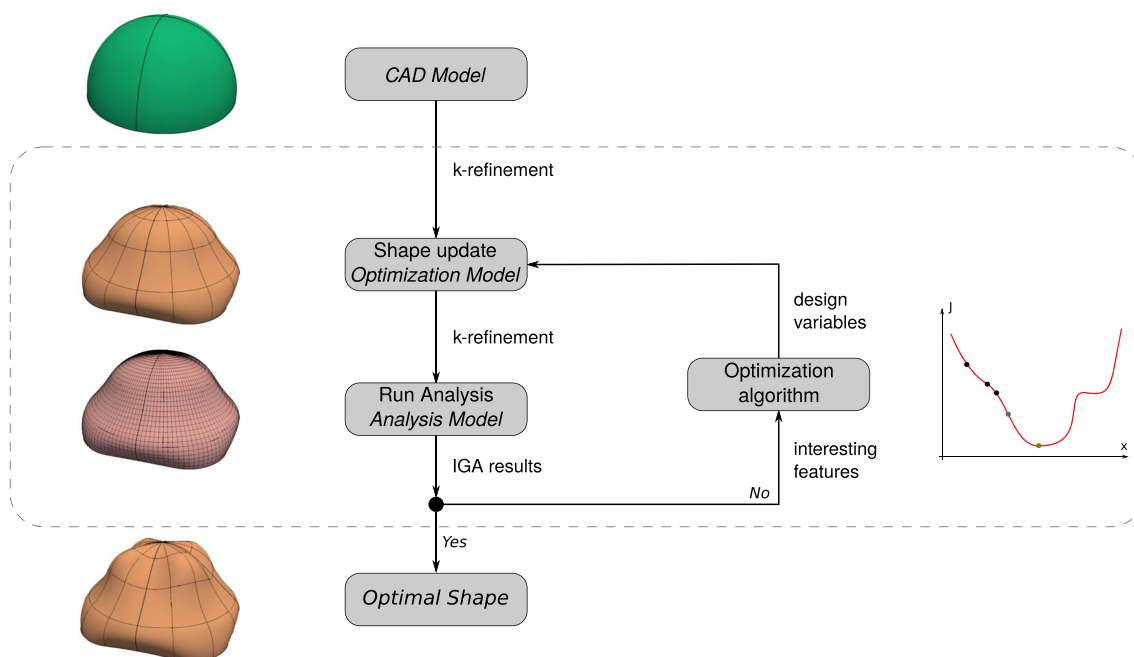 CAD Model
k-refinement
Shape update
Optimization Model
design
variables
k-refinement
J
Optimization
algorithm
Run Analysis
Analysis Model
interesting
features
x
IGA results
No
Yes
Optimal Shape